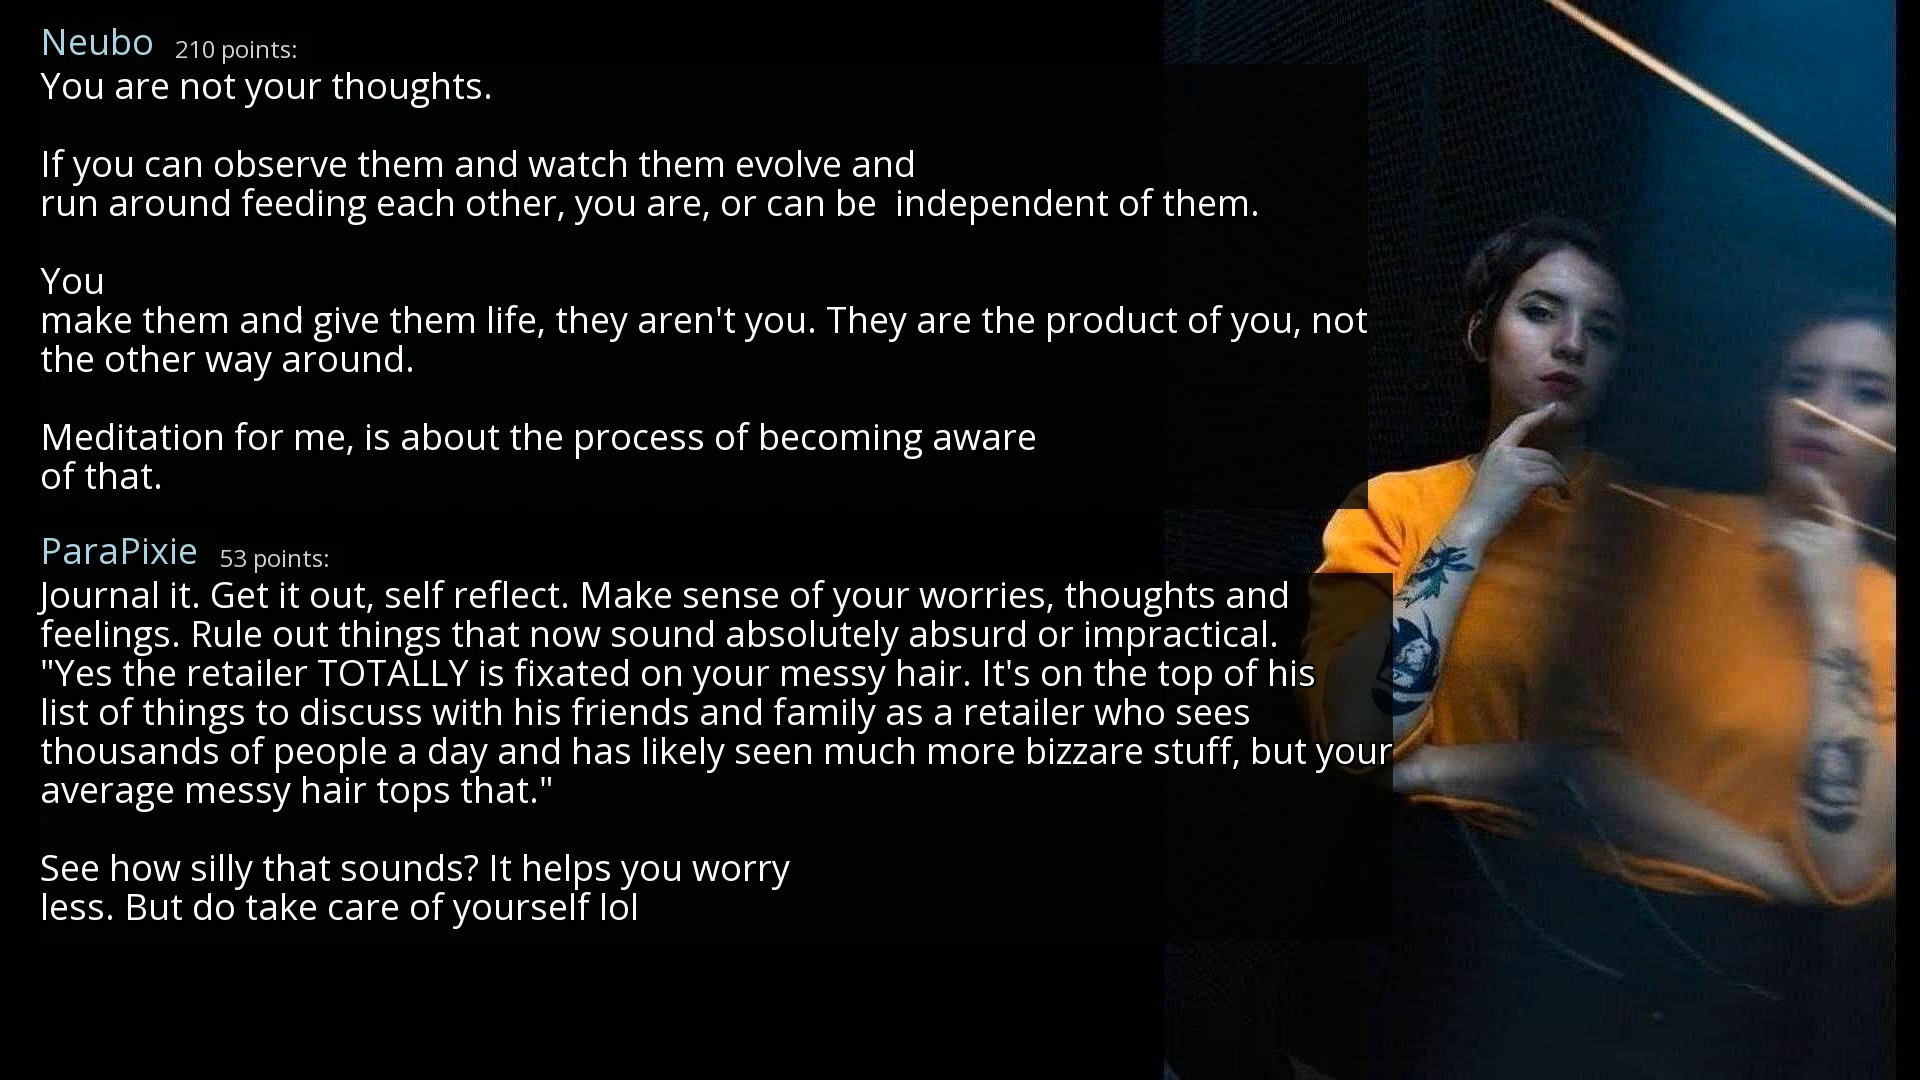 Neubo 210 points:
You are not your thoughts.
If you can observe them and watch them evolve and
run around feeding each other, you are, or can be  independent of them.
You
make them and give them life, they aren't you. They are the product of you, not
the other way around.
Meditation for me, is about the process of becoming aware
of that.
ParaPixie 53 points:
Journal it. Get it out, self reflect. Make sense of your worries, thoughts and
feelings. Rule out things that now sound absolutely absurd or impractical.
"Yes the retailer TOTALLY is fixated on your messy hair. It's on the top of his
list of things to discuss with his friends and family as a retailer who sees
thousands of people a day and has likely seen much more bizzare stuff, but your
average messy hair tops that."
See how silly that sounds? It helps you worry
less. But do take care of yourself lol